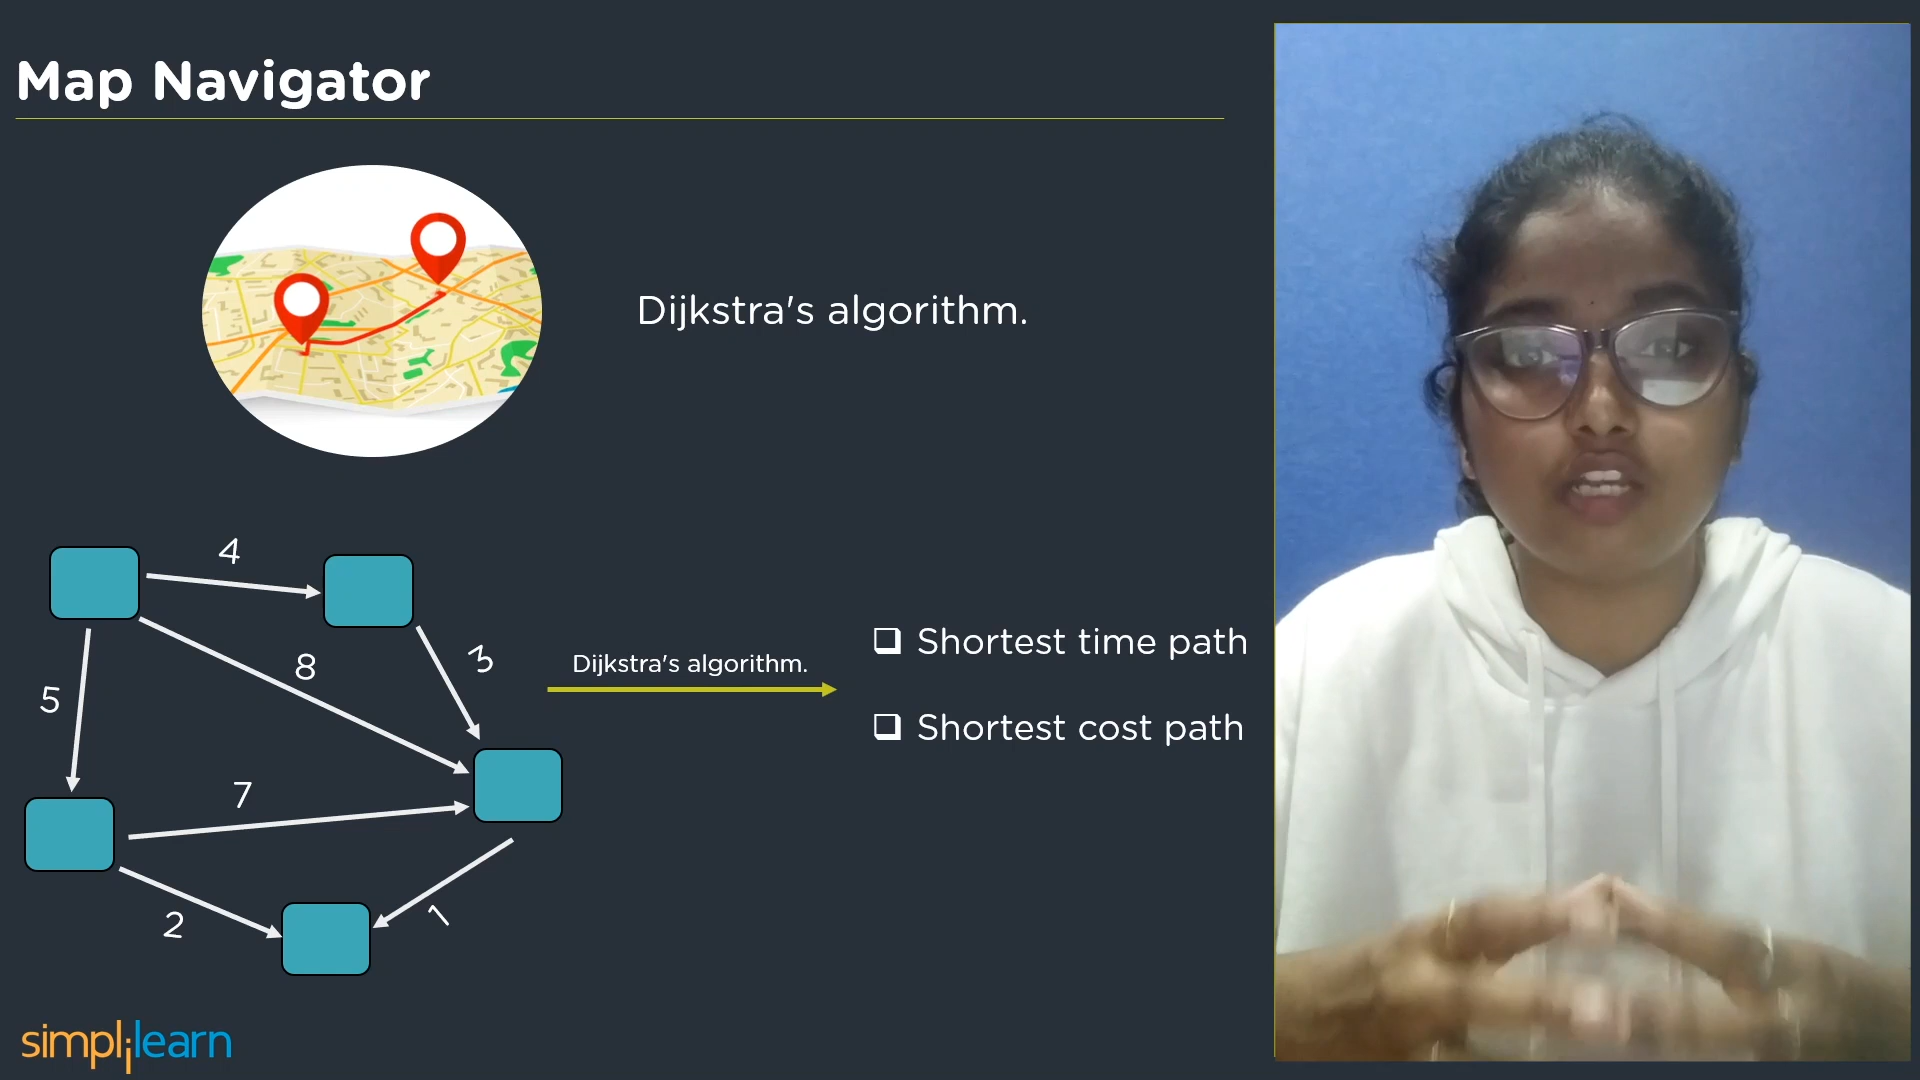 Map Navigator
Dijkstra's algorithm.
4
8
3
5
7
2
1
Dijkstra's algorithm.
❑ Shortest time path
❑ Shortest cost path
simplilearn